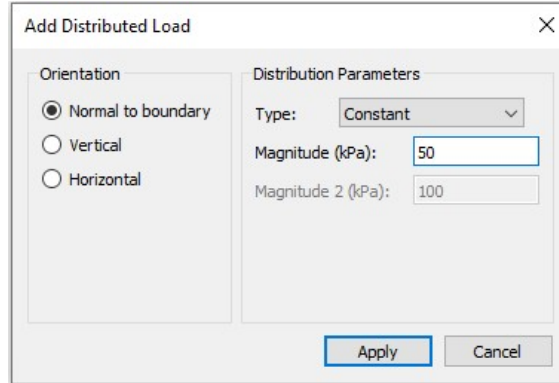 Add Distributed Load
Orientation
Normal to boundary
Vertical
Horizontal
Distribution Parameters
Type: Constant
Magnitude (kPa): 50
Magnitude 2 (kPa): 100
Apply Cancel